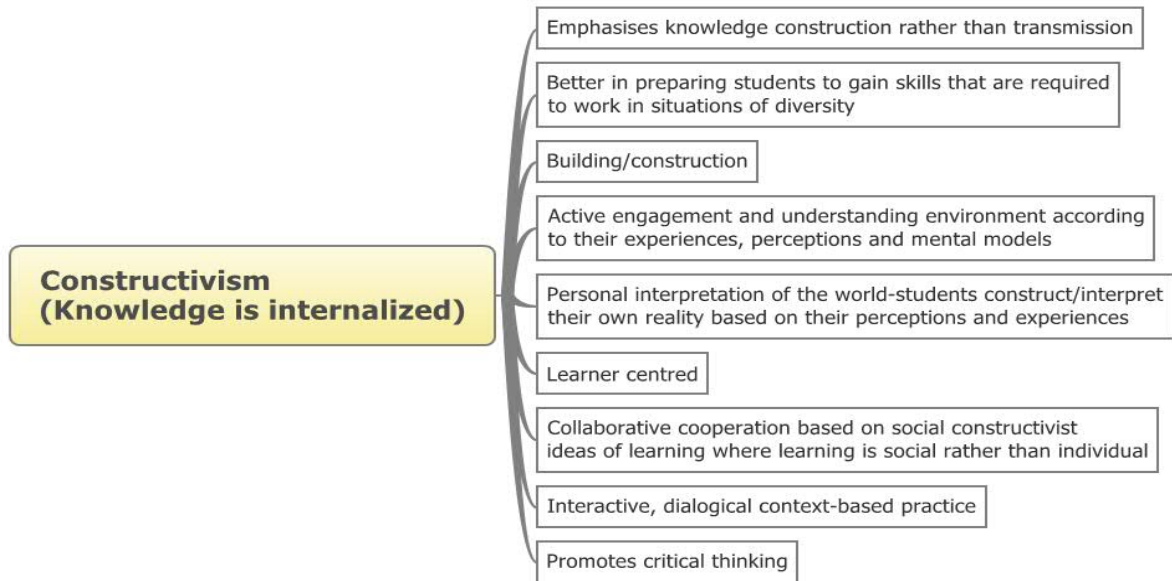 Emphasises knowledge construction rather than transmission
Better in preparing students to gain skills that are required
to work in situations of diversity
Building/construction
Active engagement and understanding environment according
to their experiences, perceptions and mental models
Constructivism
(Knowledge is internalized)
Personal interpretation of the world-students construct/interpret
their own reality based on their perceptions and experiences
Learner centred
Collaborative cooperation based on social constructivist
ideas of learning where learning is social rather than individual
Interactive, dialogical context-based practice
Promotes critical thinking